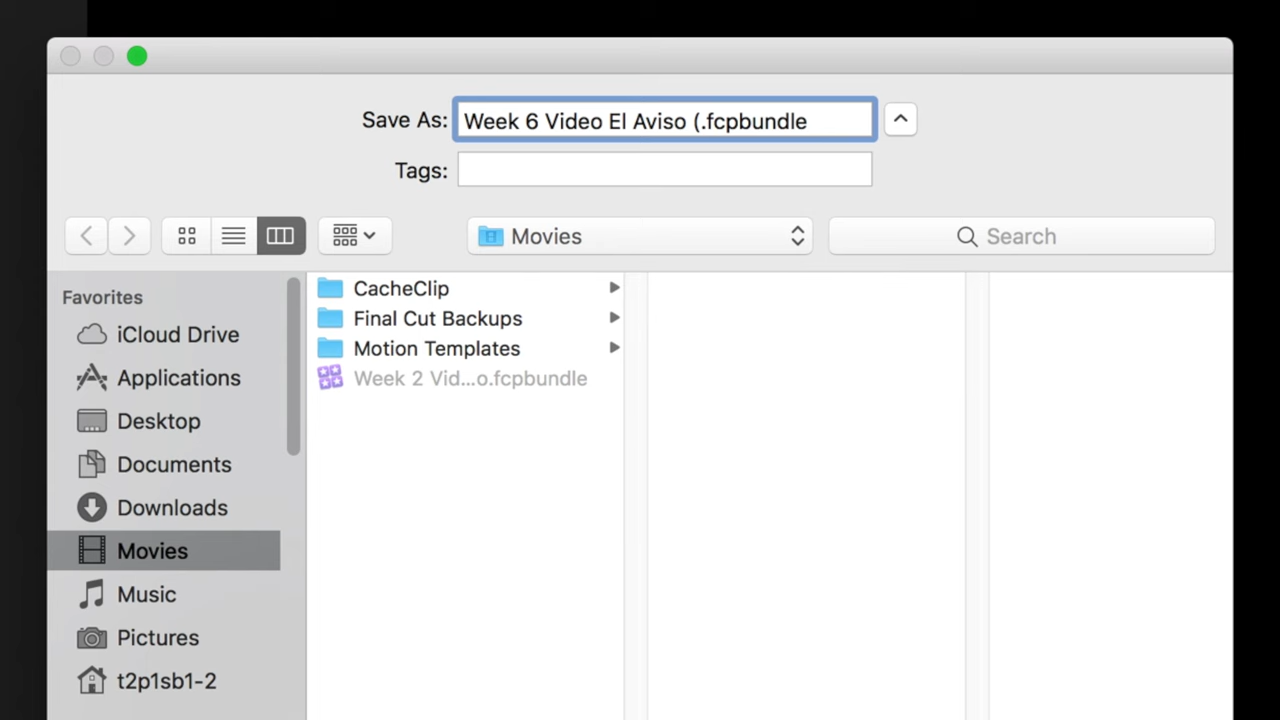 Save As: Week 6 Video El Aviso (.fcpbundle
Tags:
Movies
Search
Favorites
iCloud Drive
Applications
Desktop
Documents
Downloads
Movies
Music
Pictures
t2p1sb1-2
CacheClip
Final Cut Backups
Motion Templates
Week 2 Vid...o.fcpbundle